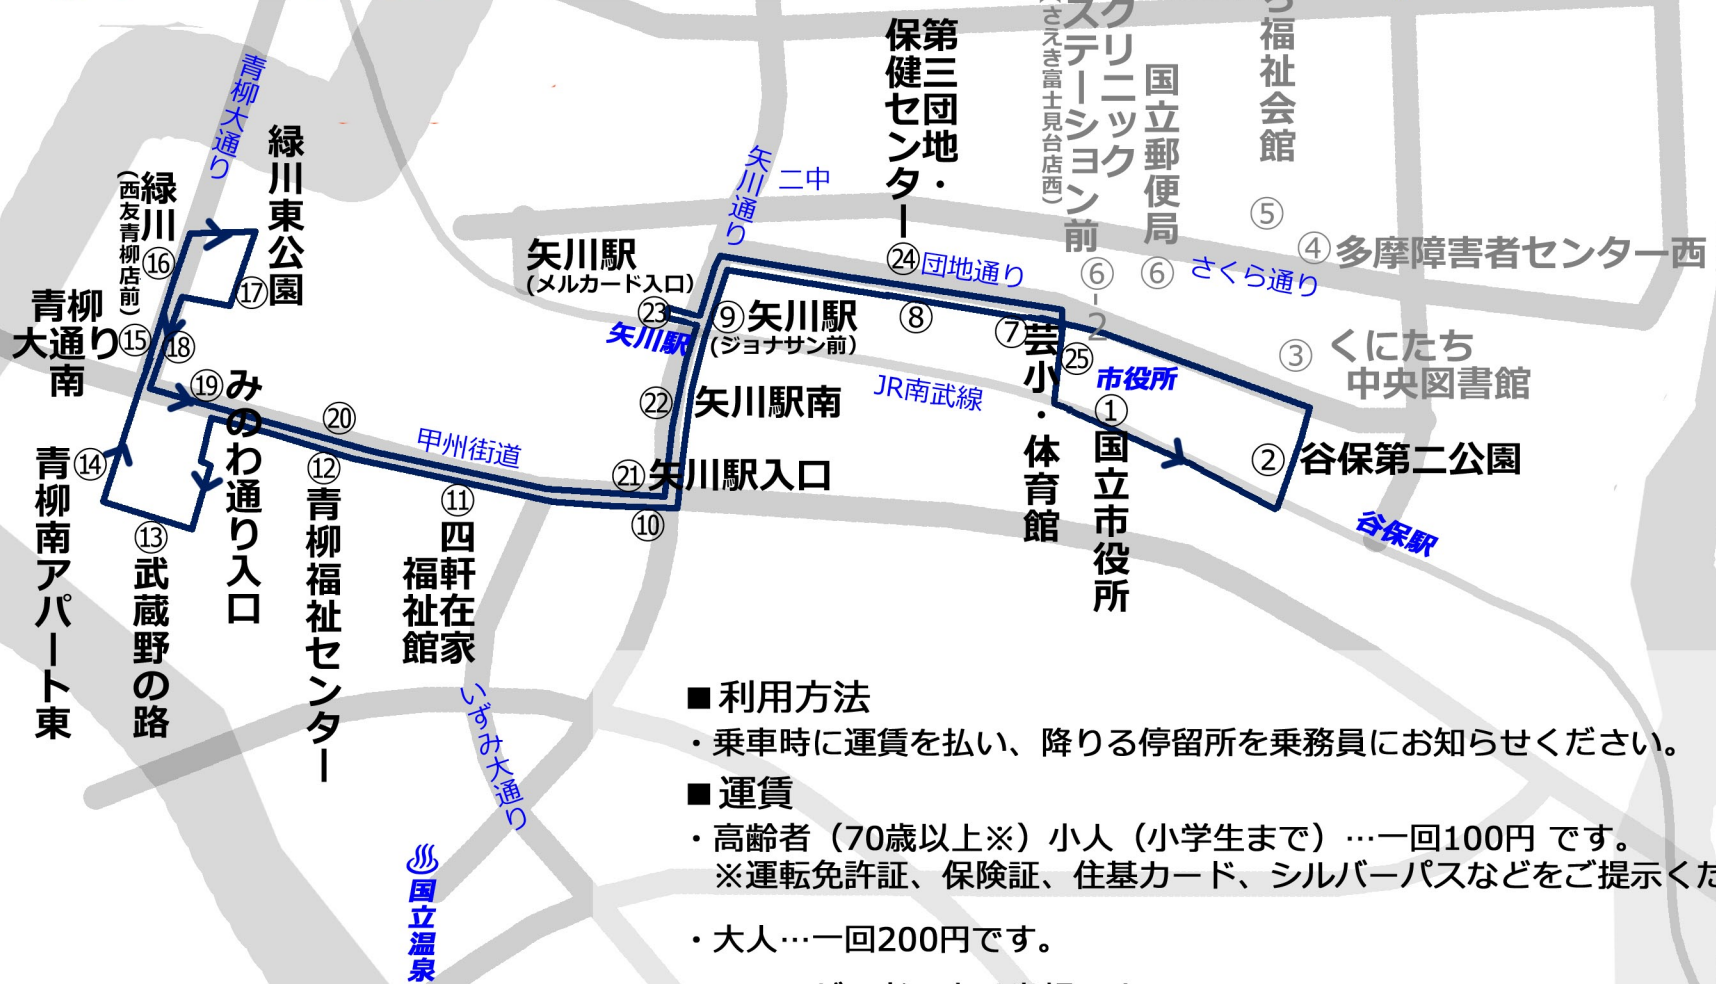 青柳大通り
緑川東公園
緑川
(西友青柳店前)
⑯
⑰
青柳
大通り
南
⑮
⑱
⑲
みのわ通り入口
⑳
甲州街道
⑭
青柳南アパート東
⑬
武蔵野の路
⑫
青柳福祉センター
⑪
四軒在家
福祉館
⑩
㉑
矢川駅入口
㉒
矢川駅南
矢川駅
(メルカード入口)
㉓
矢川駅
⑨
矢川駅
(ジョナサン前)
矢川通り
二中
第三団地・
保健センター
㉔
団地通り
⑧
⑦
芸小・体育館
㉕
市役所
①
国立市役所
②
谷保第二公園
谷保駅
JR南武線
クリニック
ステーション前
(さえき富士見台店西)
⑥-2
国立郵便局
⑥
さくら通り
福祉会館
⑤
④
多摩障害者センター西
③
くにたち
中央図書館
いずみ大通り
国立温泉
■利用方法
・乗車時に運賃を払い、降りる停留所を乗務員にお知らせください。
■運賃
・高齢者（70歳以上※）小人（小学生まで）…一回100円 です。
※運転免許証、保険証、住基カード、シルバーパスなどをご提示くだ
・大人…一回200円です。